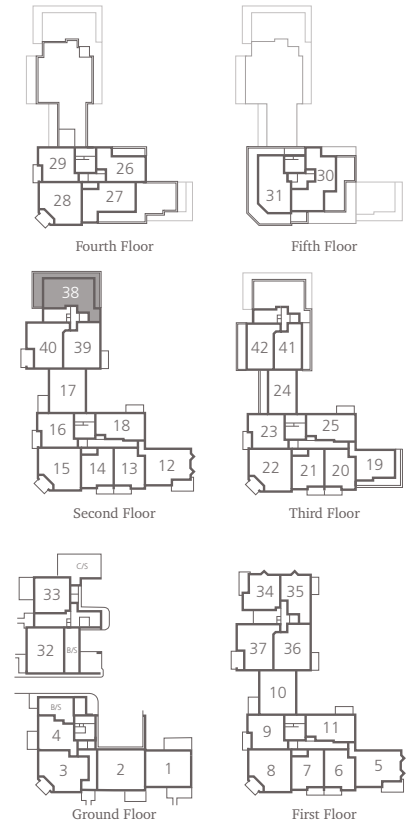 29 26
28 27
Fourth Floor
30
31
Fifth Floor
38
40 39
17
16 18
15 14 13 12
Second Floor
42 41
24
23 25
22 21 20 19
Third Floor
C/S
33
32 B/S
B/S
4
3 2 1
Ground Floor
34 35
37 36
10
9 11
8 7 6 5
First Floor